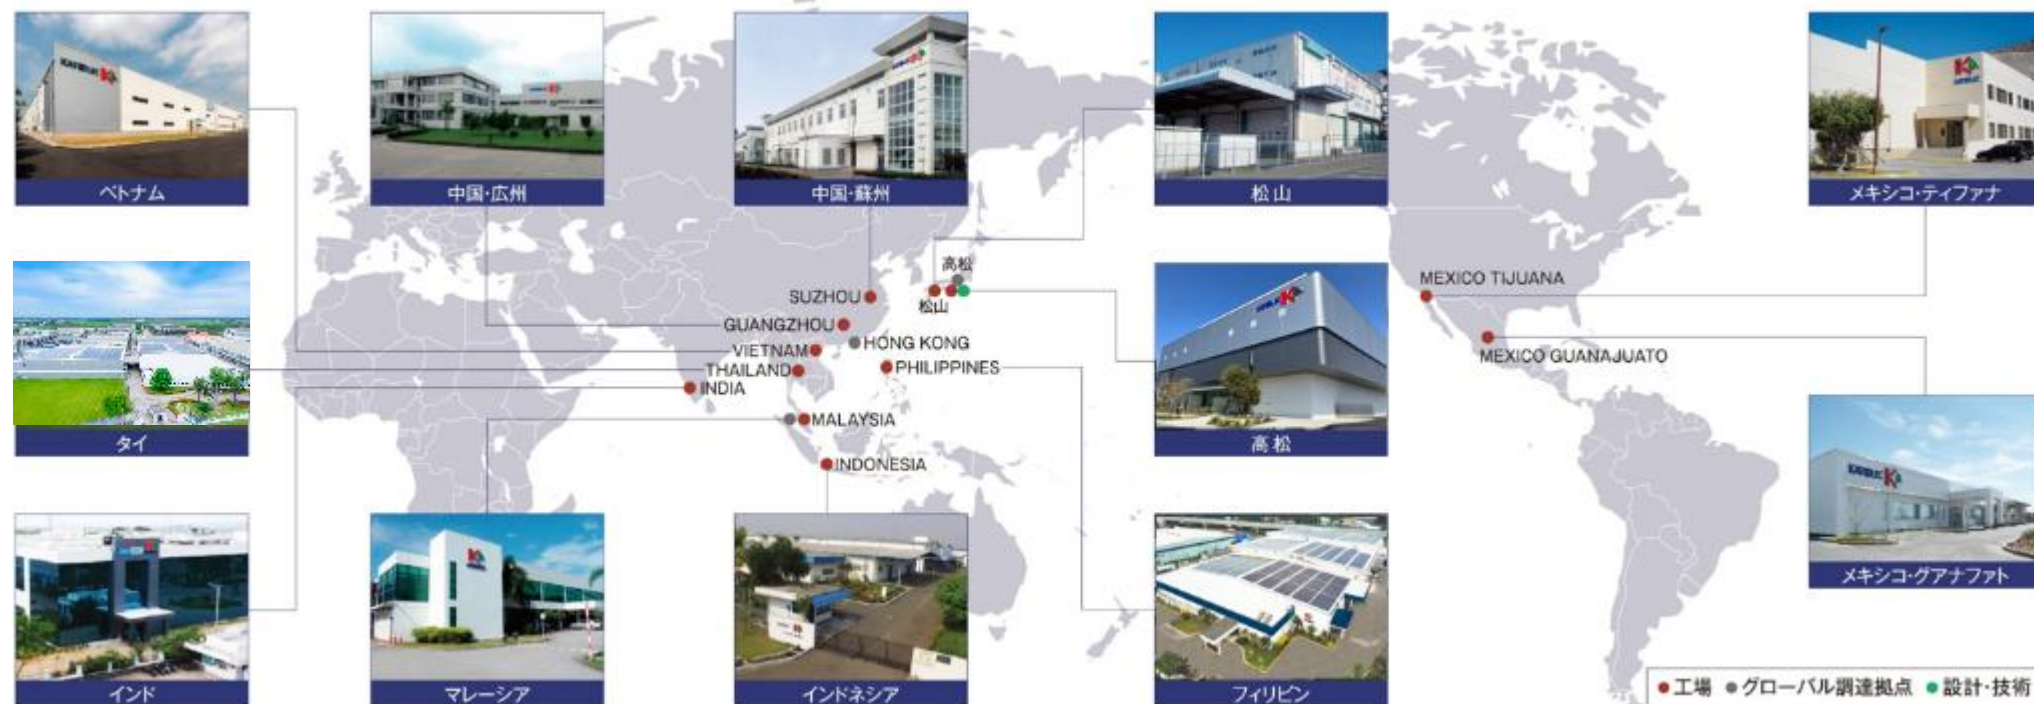 ベトナム
中国・広州
中国・蘇州
松山
メキシコ・ティファナ
高松
松山
SUZHOU
GUANGZHOU
HONG KONG
VIETNAM
THAILAND
PHILIPPINES
INDIA
MALAYSIA
INDONESIA
MEXICO TIJUANA
MEXICO GUANAJUATO
タイ
高松
メキシコ・グアナファト
インド
マレーシア
インドネシア
フィリピン
●工場 ●グローバル調達拠点 ●設計・技術